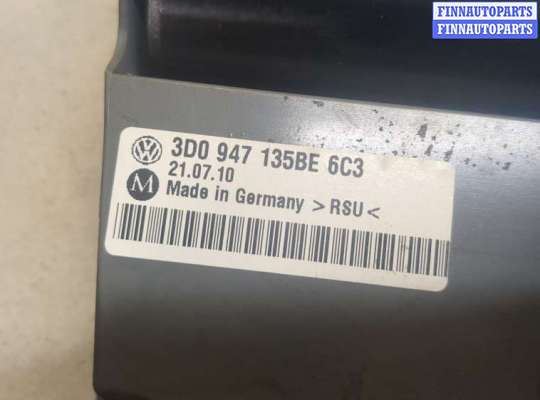 FINNAUTOPARTS
FINNAUTOPARTS
3D0 947 135BE 6C3
21.07.10
M
Made in Germany >RSU<